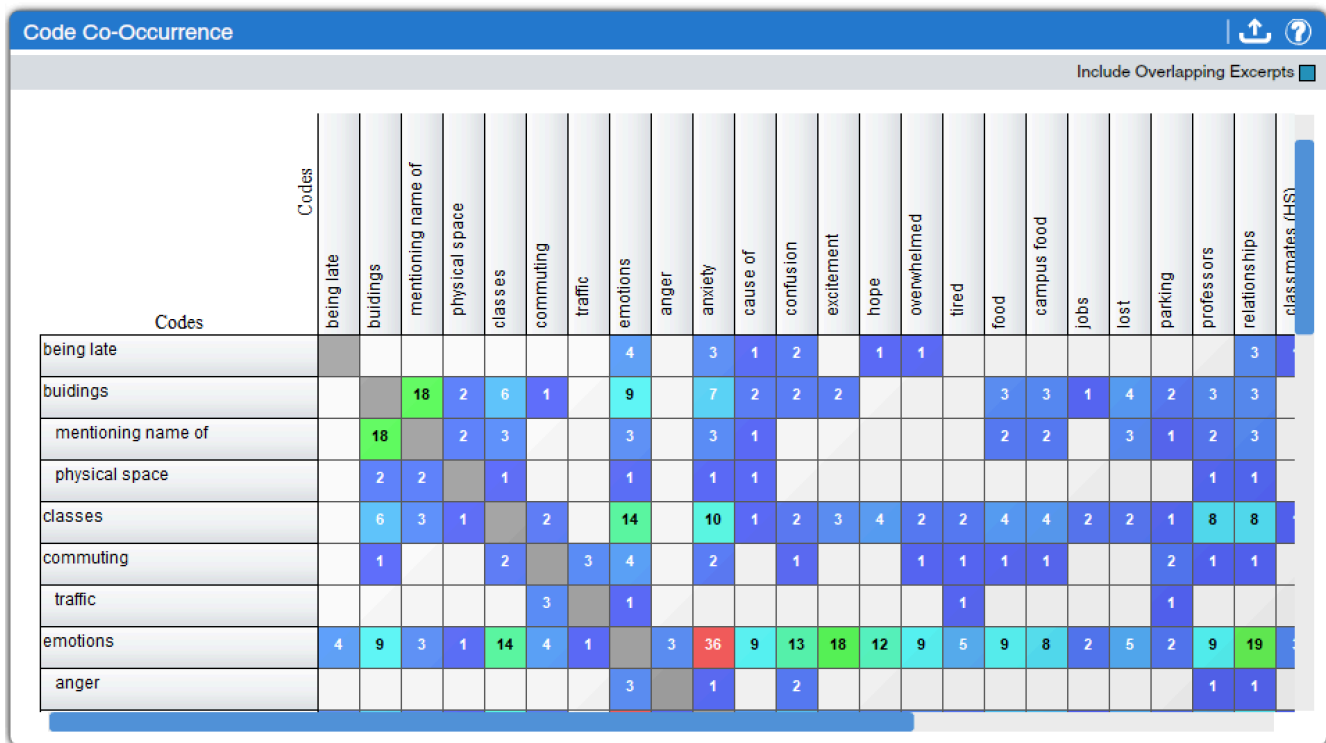 Code Co-Occurrence
Include Overlapping Excerpts
Codes
being late
buidings
mentioning name of
physical space
classes
commuting
traffic
emotions
anger
anxiety
cause of
confusion
excitement
hope
overwhelmed
tired
food
campus food
jobs
lost
parking
professors
relationships
classmates (HS)
Codes
being late 4 3 1 2 1 1 3 1
buidings 18 2 6 1 9 7 2 2 2 3 3 1 4 2 3 3
mentioning name of 18 2 3 3 3 1 2 2 3 1 2 3
physical space 2 2 1 1 1 1 1 1
classes 6 3 1 2 14 10 1 2 3 4 2 2 4 4 2 2 1 8 8 1
commuting 1 2 3 4 2 1 1 1 1 1 2 1 1
traffic 3 1 1 1
emotions 4 9 3 1 14 4 1 3 36 9 13 18 12 9 5 9 8 2 5 2 9 19 3
anger 3 1 2 1 1